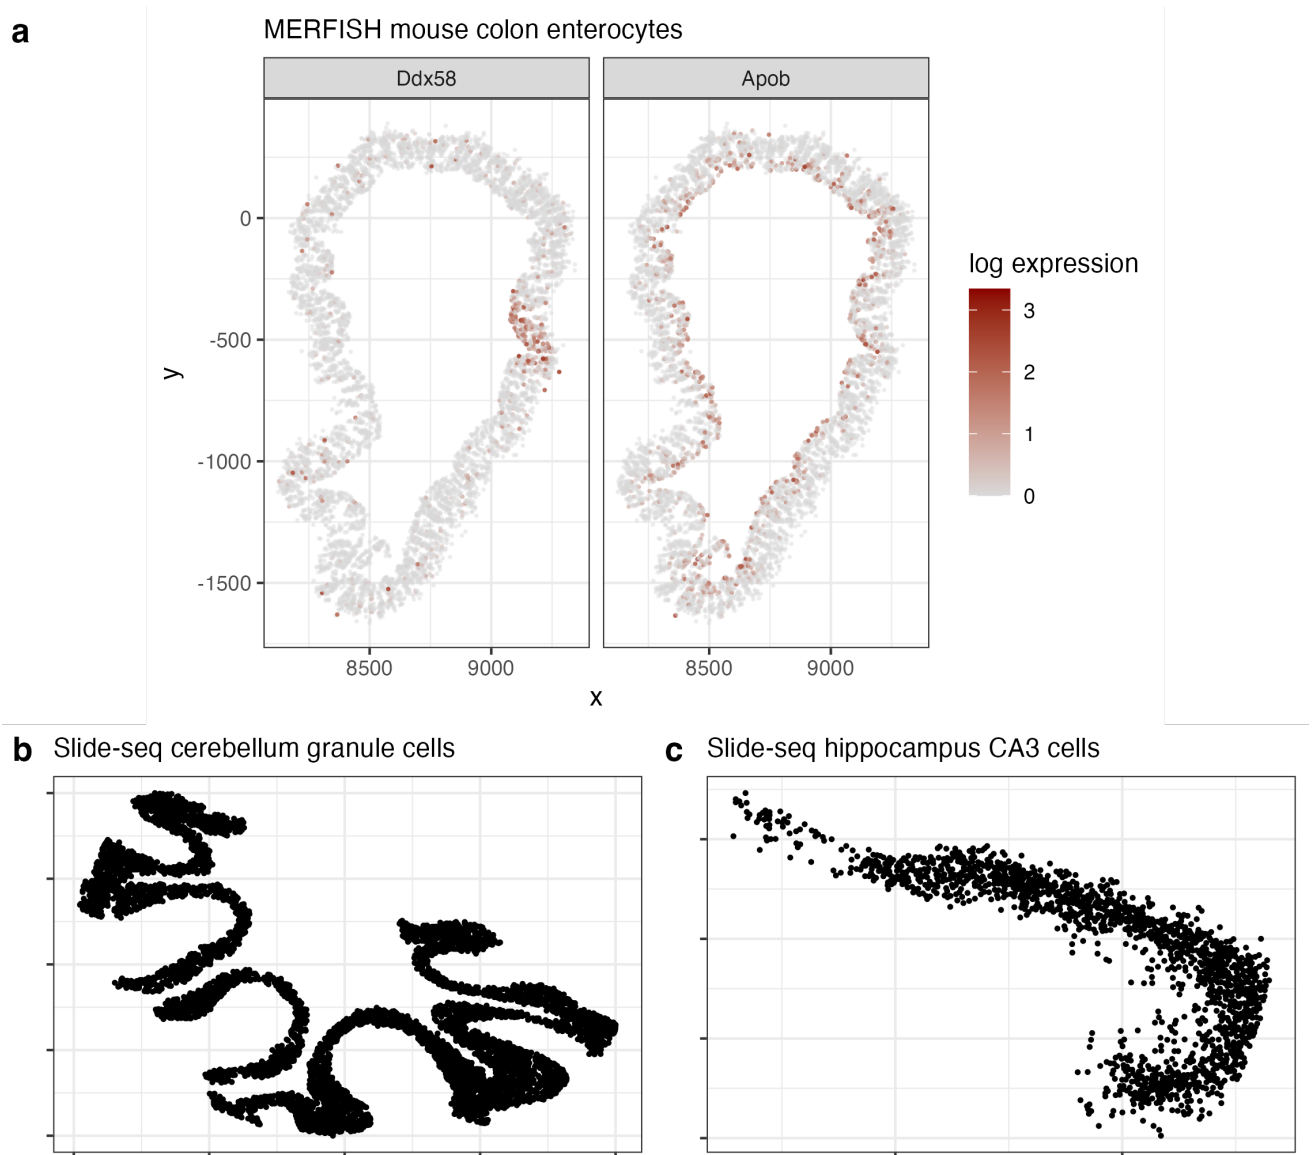 a
MERFISH mouse colon enterocytes
Ddx58
Apob
0
-500
-1000
-1500
y
8500
9000
8500
9000
x
log expression
3
2
1
0
b
Slide-seq cerebellum granule cells
c
Slide-seq hippocampus CA3 cells